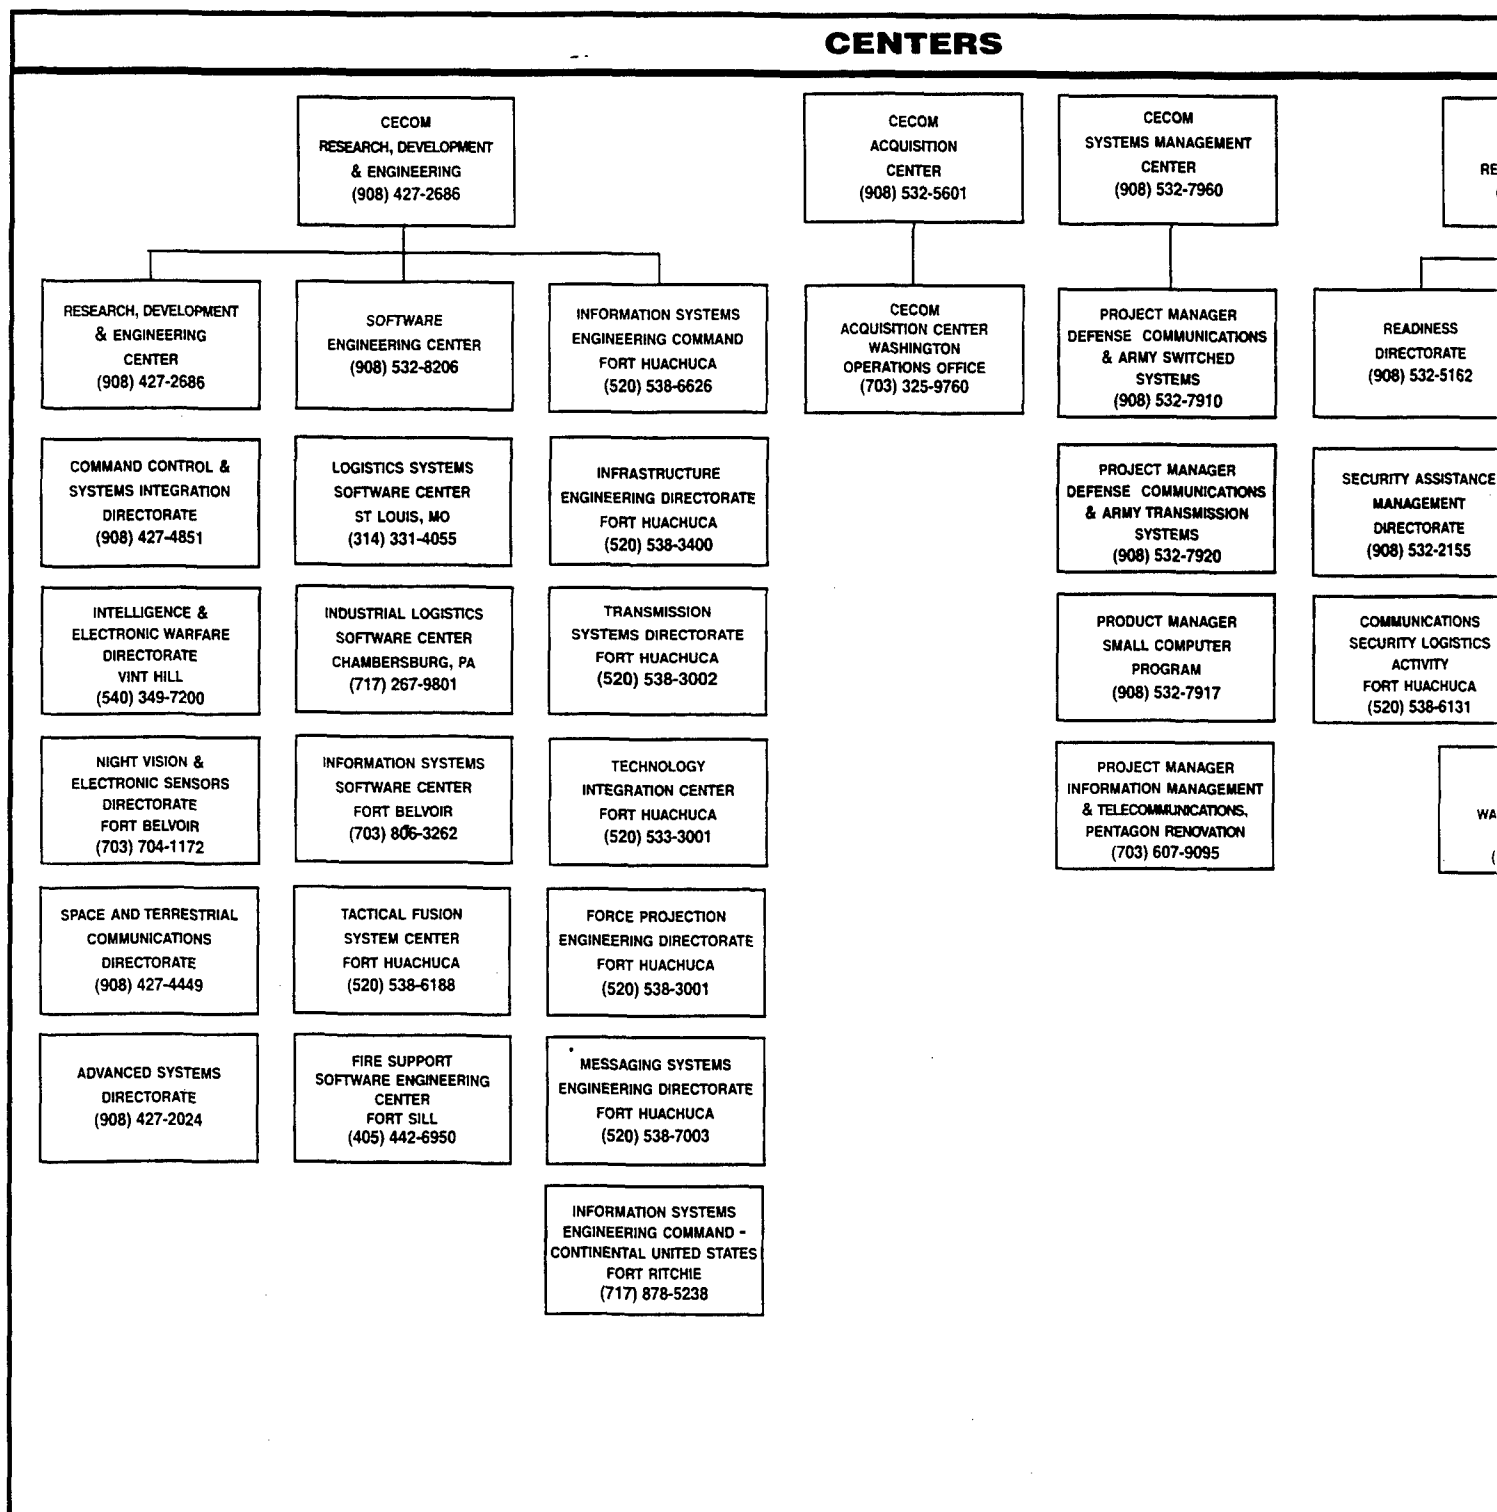 CENTERS
CECOM
RESEARCH, DEVELOPMENT
& ENGINEERING
(908) 427-2686
RESEARCH, DEVELOPMENT
& ENGINEERING
CENTER
(908) 427-2686
COMMAND CONTROL &
SYSTEMS INTEGRATION
DIRECTORATE
(908) 427-4851
INTELLIGENCE &
ELECTRONIC WARFARE
DIRECTORATE
VINT HILL
(540) 349-7200
NIGHT VISION &
ELECTRONIC SENSORS
DIRECTORATE
FORT BELVOIR
(703) 704-1172
SPACE AND TERRESTRIAL
COMMUNICATIONS
DIRECTORATE
(908) 427-4449
ADVANCED SYSTEMS
DIRECTORATE
(908) 427-2024
SOFTWARE
ENGINEERING CENTER
(908) 532-8206
LOGISTICS SYSTEMS
SOFTWARE CENTER
ST LOUIS, MO
(314) 331-4055
INDUSTRIAL LOGISTICS
SOFTWARE CENTER
CHAMBERSBURG, PA
(717) 267-9801
INFORMATION SYSTEMS
SOFTWARE CENTER
FORT BELVOIR
(703) 806-3262
TACTICAL FUSION
SYSTEM CENTER
FORT HUACHUCA
(520) 538-6188
FIRE SUPPORT
SOFTWARE ENGINEERING
CENTER
FORT SILL
(405) 442-6950
INFORMATION SYSTEMS
ENGINEERING COMMAND
FORT HUACHUCA
(520) 538-6626
INFRASTRUCTURE
ENGINEERING DIRECTORATE
FORT HUACHUCA
(520) 538-3400
TRANSMISSION
SYSTEMS DIRECTORATE
FORT HUACHUCA
(520) 538-3002
TECHNOLOGY
INTEGRATION CENTER
FORT HUACHUCA
(520) 533-3001
FORCE PROJECTION
ENGINEERING DIRECTORATE
FORT HUACHUCA
(520) 538-3001
MESSAGING SYSTEMS
ENGINEERING DIRECTORATE
FORT HUACHUCA
(520) 538-7003
INFORMATION SYSTEMS
ENGINEERING COMMAND -
CONTINENTAL UNITED STATES
FORT RITCHIE
(717) 878-5238
CECOM
ACQUISITION
CENTER
(908) 532-5601
CECOM
ACQUISITION CENTER
WASHINGTON
OPERATIONS OFFICE
(703) 325-9760
CECOM
SYSTEMS MANAGEMENT
CENTER
(908) 532-7960
PROJECT MANAGER
DEFENSE COMMUNICATIONS
& ARMY SWITCHED
SYSTEMS
(908) 532-7910
PROJECT MANAGER
DEFENSE COMMUNICATIONS
& ARMY TRANSMISSION
SYSTEMS
(908) 532-7920
PRODUCT MANAGER
SMALL COMPUTER
PROGRAM
(908) 532-7917
PROJECT MANAGER
INFORMATION MANAGEMENT
& TELECOMMUNICATIONS,
PENTAGON RENOVATION
(703) 607-9095
RE
READINESS
DIRECTORATE
(908) 532-5162
SECURITY ASSISTANCE
MANAGEMENT
DIRECTORATE
(908) 532-2155
COMMUNICATIONS
SECURITY LOGISTICS
ACTIVITY
FORT HUACHUCA
(520) 538-6131
WA
(